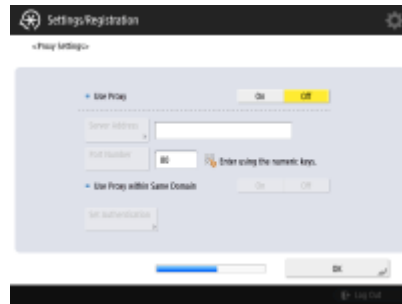 Settings/Registration
<Proxy Settings>
Use Proxy
On
Off
Server Address
Port Number
80
Enter using the numeric keys.
Use Proxy within Same Domain
On
Off
Set Authentication
OK
Log Out